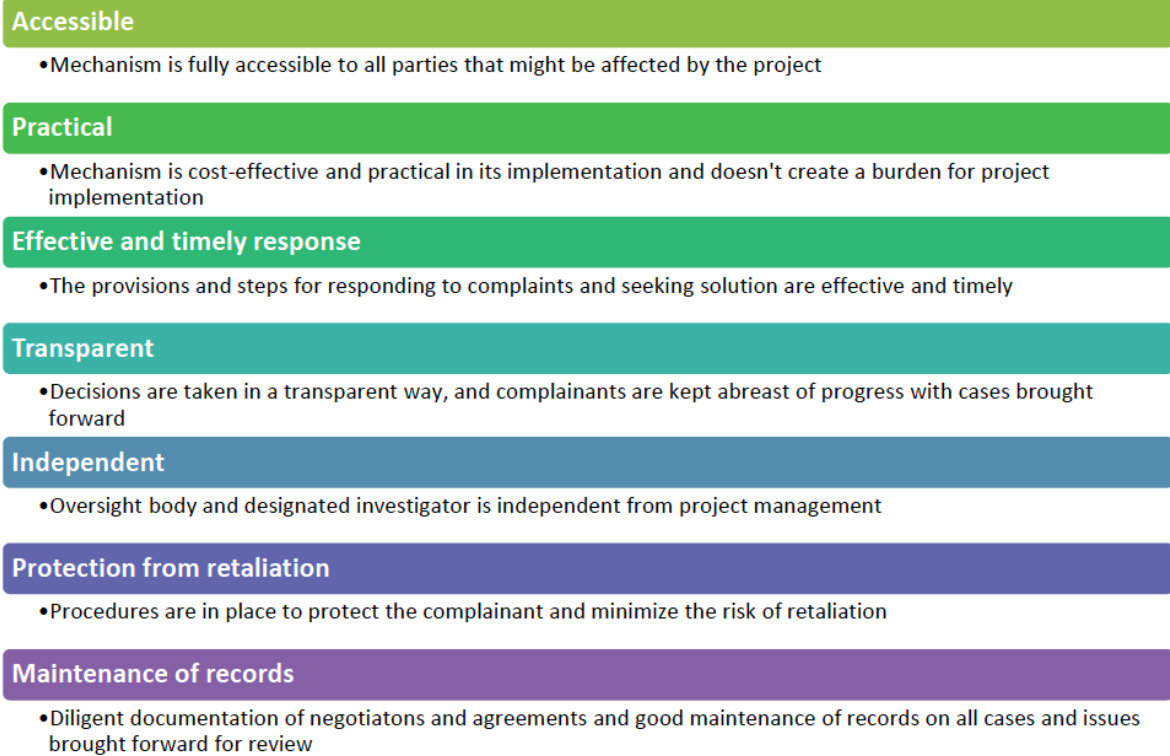 Accessible
•Mechanism is fully accessible to all parties that might be affected by the project
Practical
•Mechanism is cost-effective and practical in its implementation and doesn't create a burden for project
implementation
Effective and timely response
•The provisions and steps for responding to complaints and seeking solution are effective and timely
Transparent
•Decisions are taken in a transparent way, and complainants are kept abreast of progress with cases brought
forward
Independent
•Oversight body and designated investigator is independent from project management
Protection from retaliation
•Procedures are in place to protect the complainant and minimize the risk of retaliation
Maintenance of records
•Diligent documentation of negotiatons and agreements and good maintenance of records on all cases and issues
brought forward for review